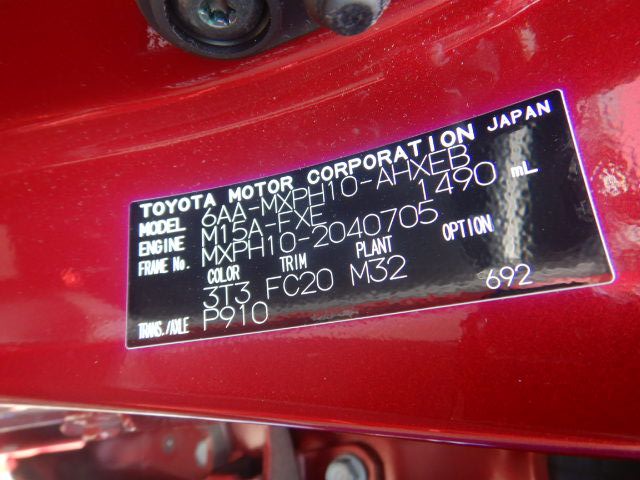 TOYOTA MOTOR CORPORATION JAPAN
MODEL 6AA-MXPH10-AHXEB
ENGINE M15A-FXE 1490 mL
FRAME No. MXPH10-2040705
COLOR TRIM PLANT OPTION
3T3 FC20 M32 692
TRANS./AXLE P910